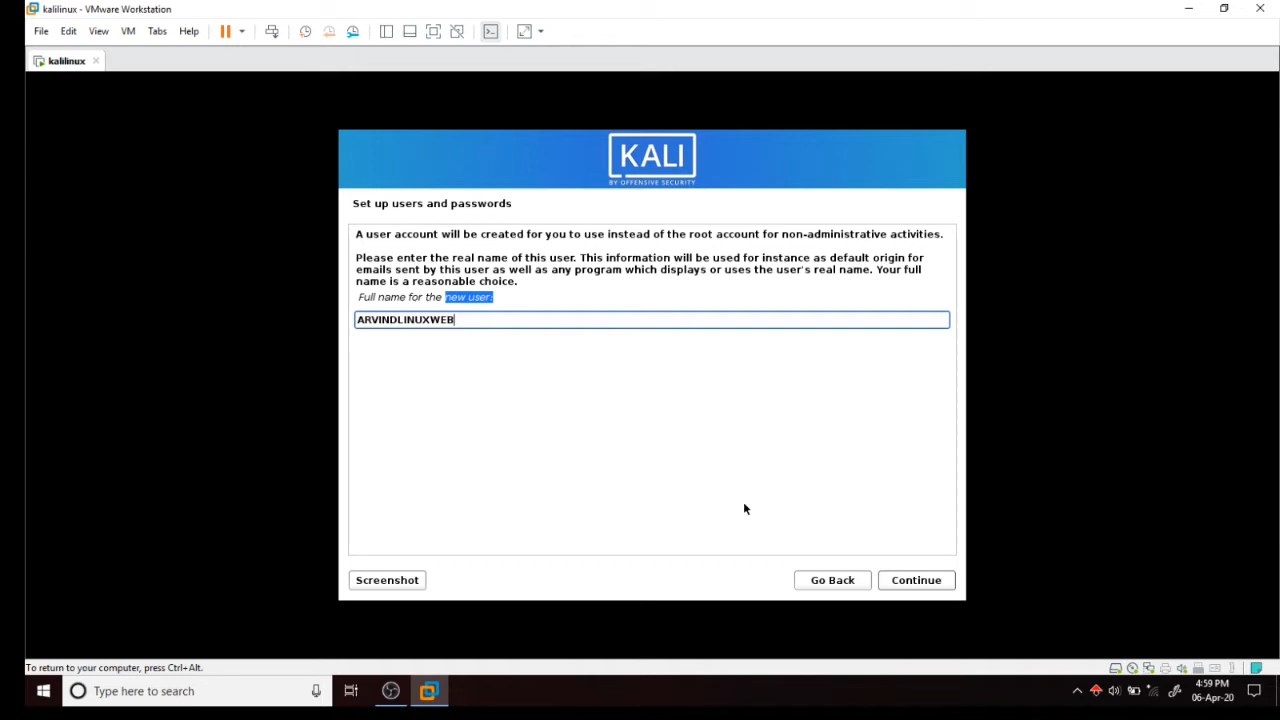 kalilinux - VMware Workstation
File Edit View VM Tabs Help
kalilinux
KALI
BY OFFENSIVE SECURITY
Set up users and passwords
A user account will be created for you to use instead of the root account for non-administrative activities.
Please enter the real name of this user. This information will be used for instance as default origin for
emails sent by this user as well as any program which displays or uses the user's real name. Your full
name is a reasonable choice.
Full name for the new user:
ARVINDLINUXWEB
Screenshot Go Back Continue
To return to your computer, press Ctrl+Alt.
Type here to search
4:59 PM
06-Apr-20